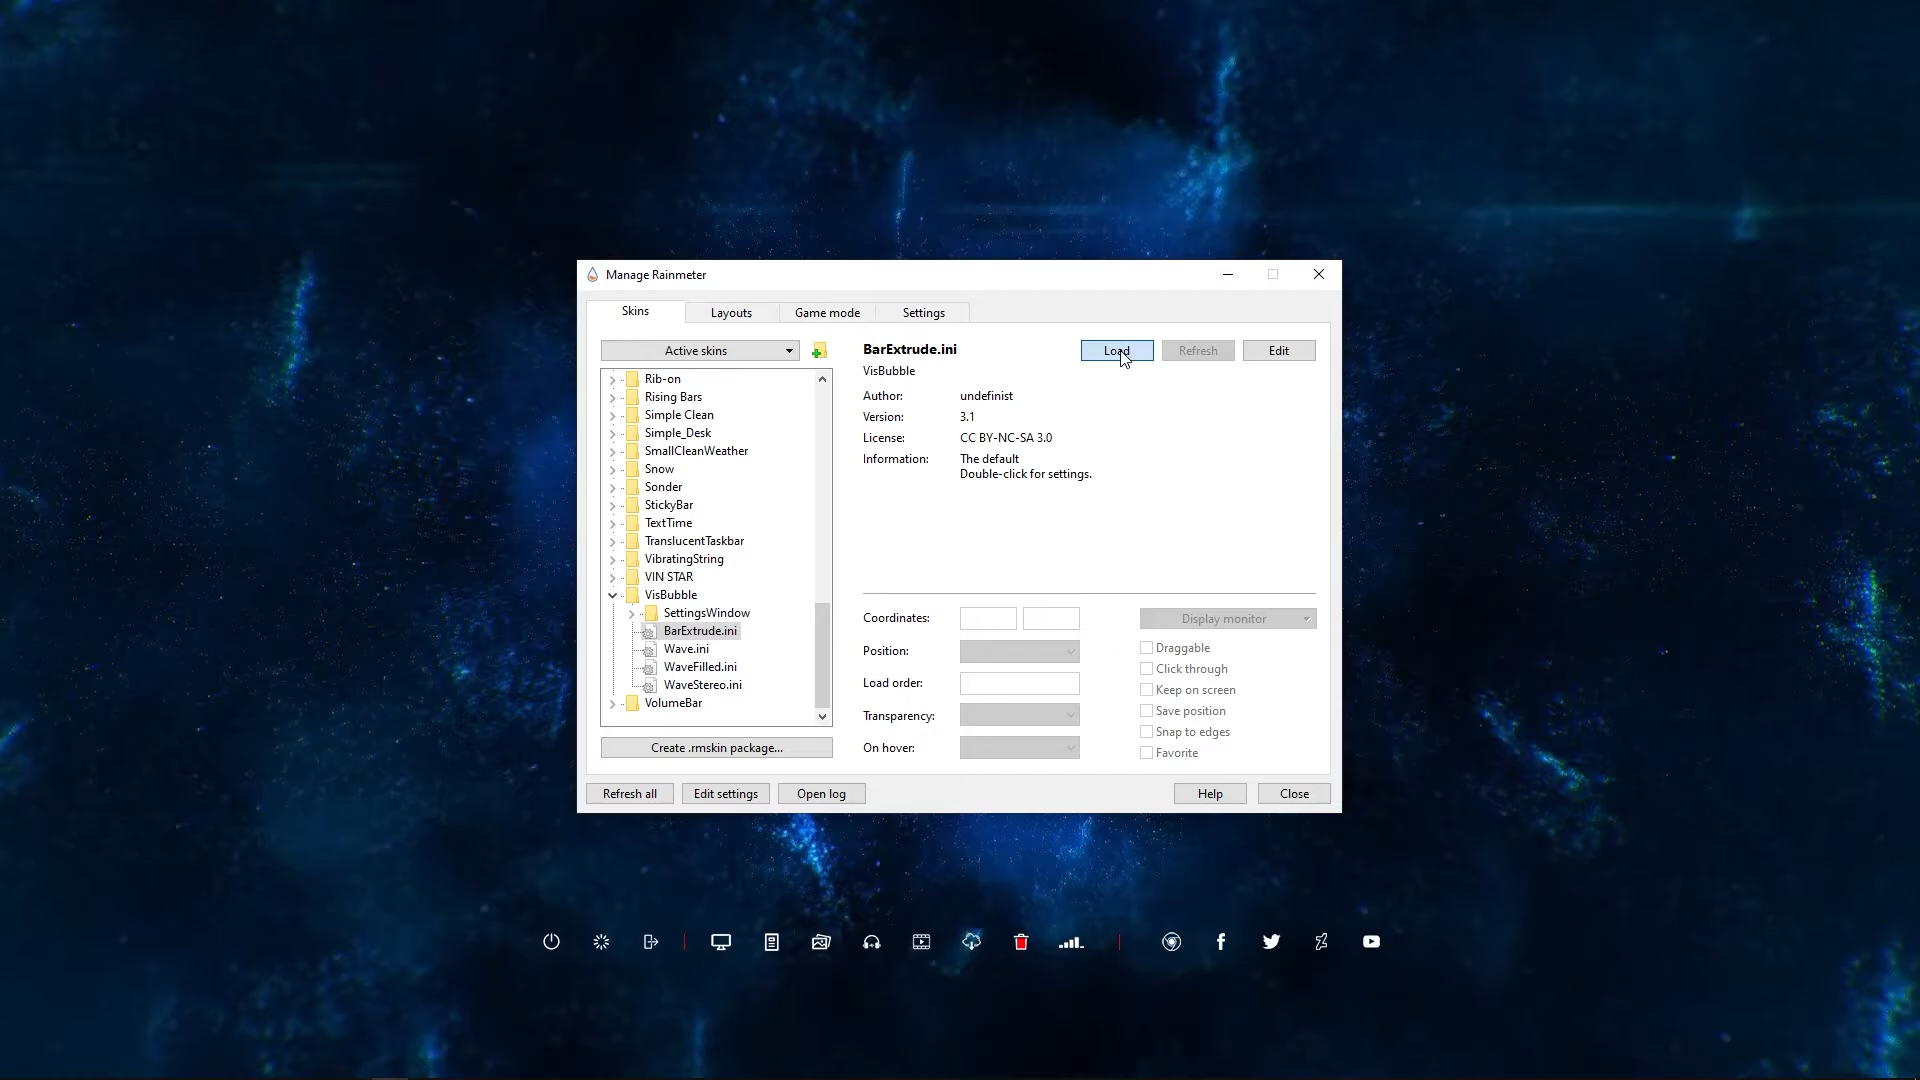 Manage Rainmeter
Skins
Layouts
Game mode
Settings
Active skins
BarExtrude.ini
Load
Refresh
Edit
VisBubble
Author: undefinist
Version: 3.1
License: CC BY-NC-SA 3.0
Information: The default
Double-click for settings.
Rib-on
Rising Bars
Simple Clean
Simple_Desk
SmallCleanWeather
Snow
Sonder
StickyBar
TextTime
TranslucentTaskbar
VibratingString
VIN STAR
VisBubble
SettingsWindow
BarExtrude.ini
Wave.ini
WaveFilled.ini
WaveStereo.ini
VolumeBar
Create .rmskin package...
Coordinates:
Position:
Load order:
Transparency:
On hover:
Display monitor
Draggable
Click through
Keep on screen
Save position
Snap to edges
Favorite
Refresh all
Edit settings
Open log
Help
Close